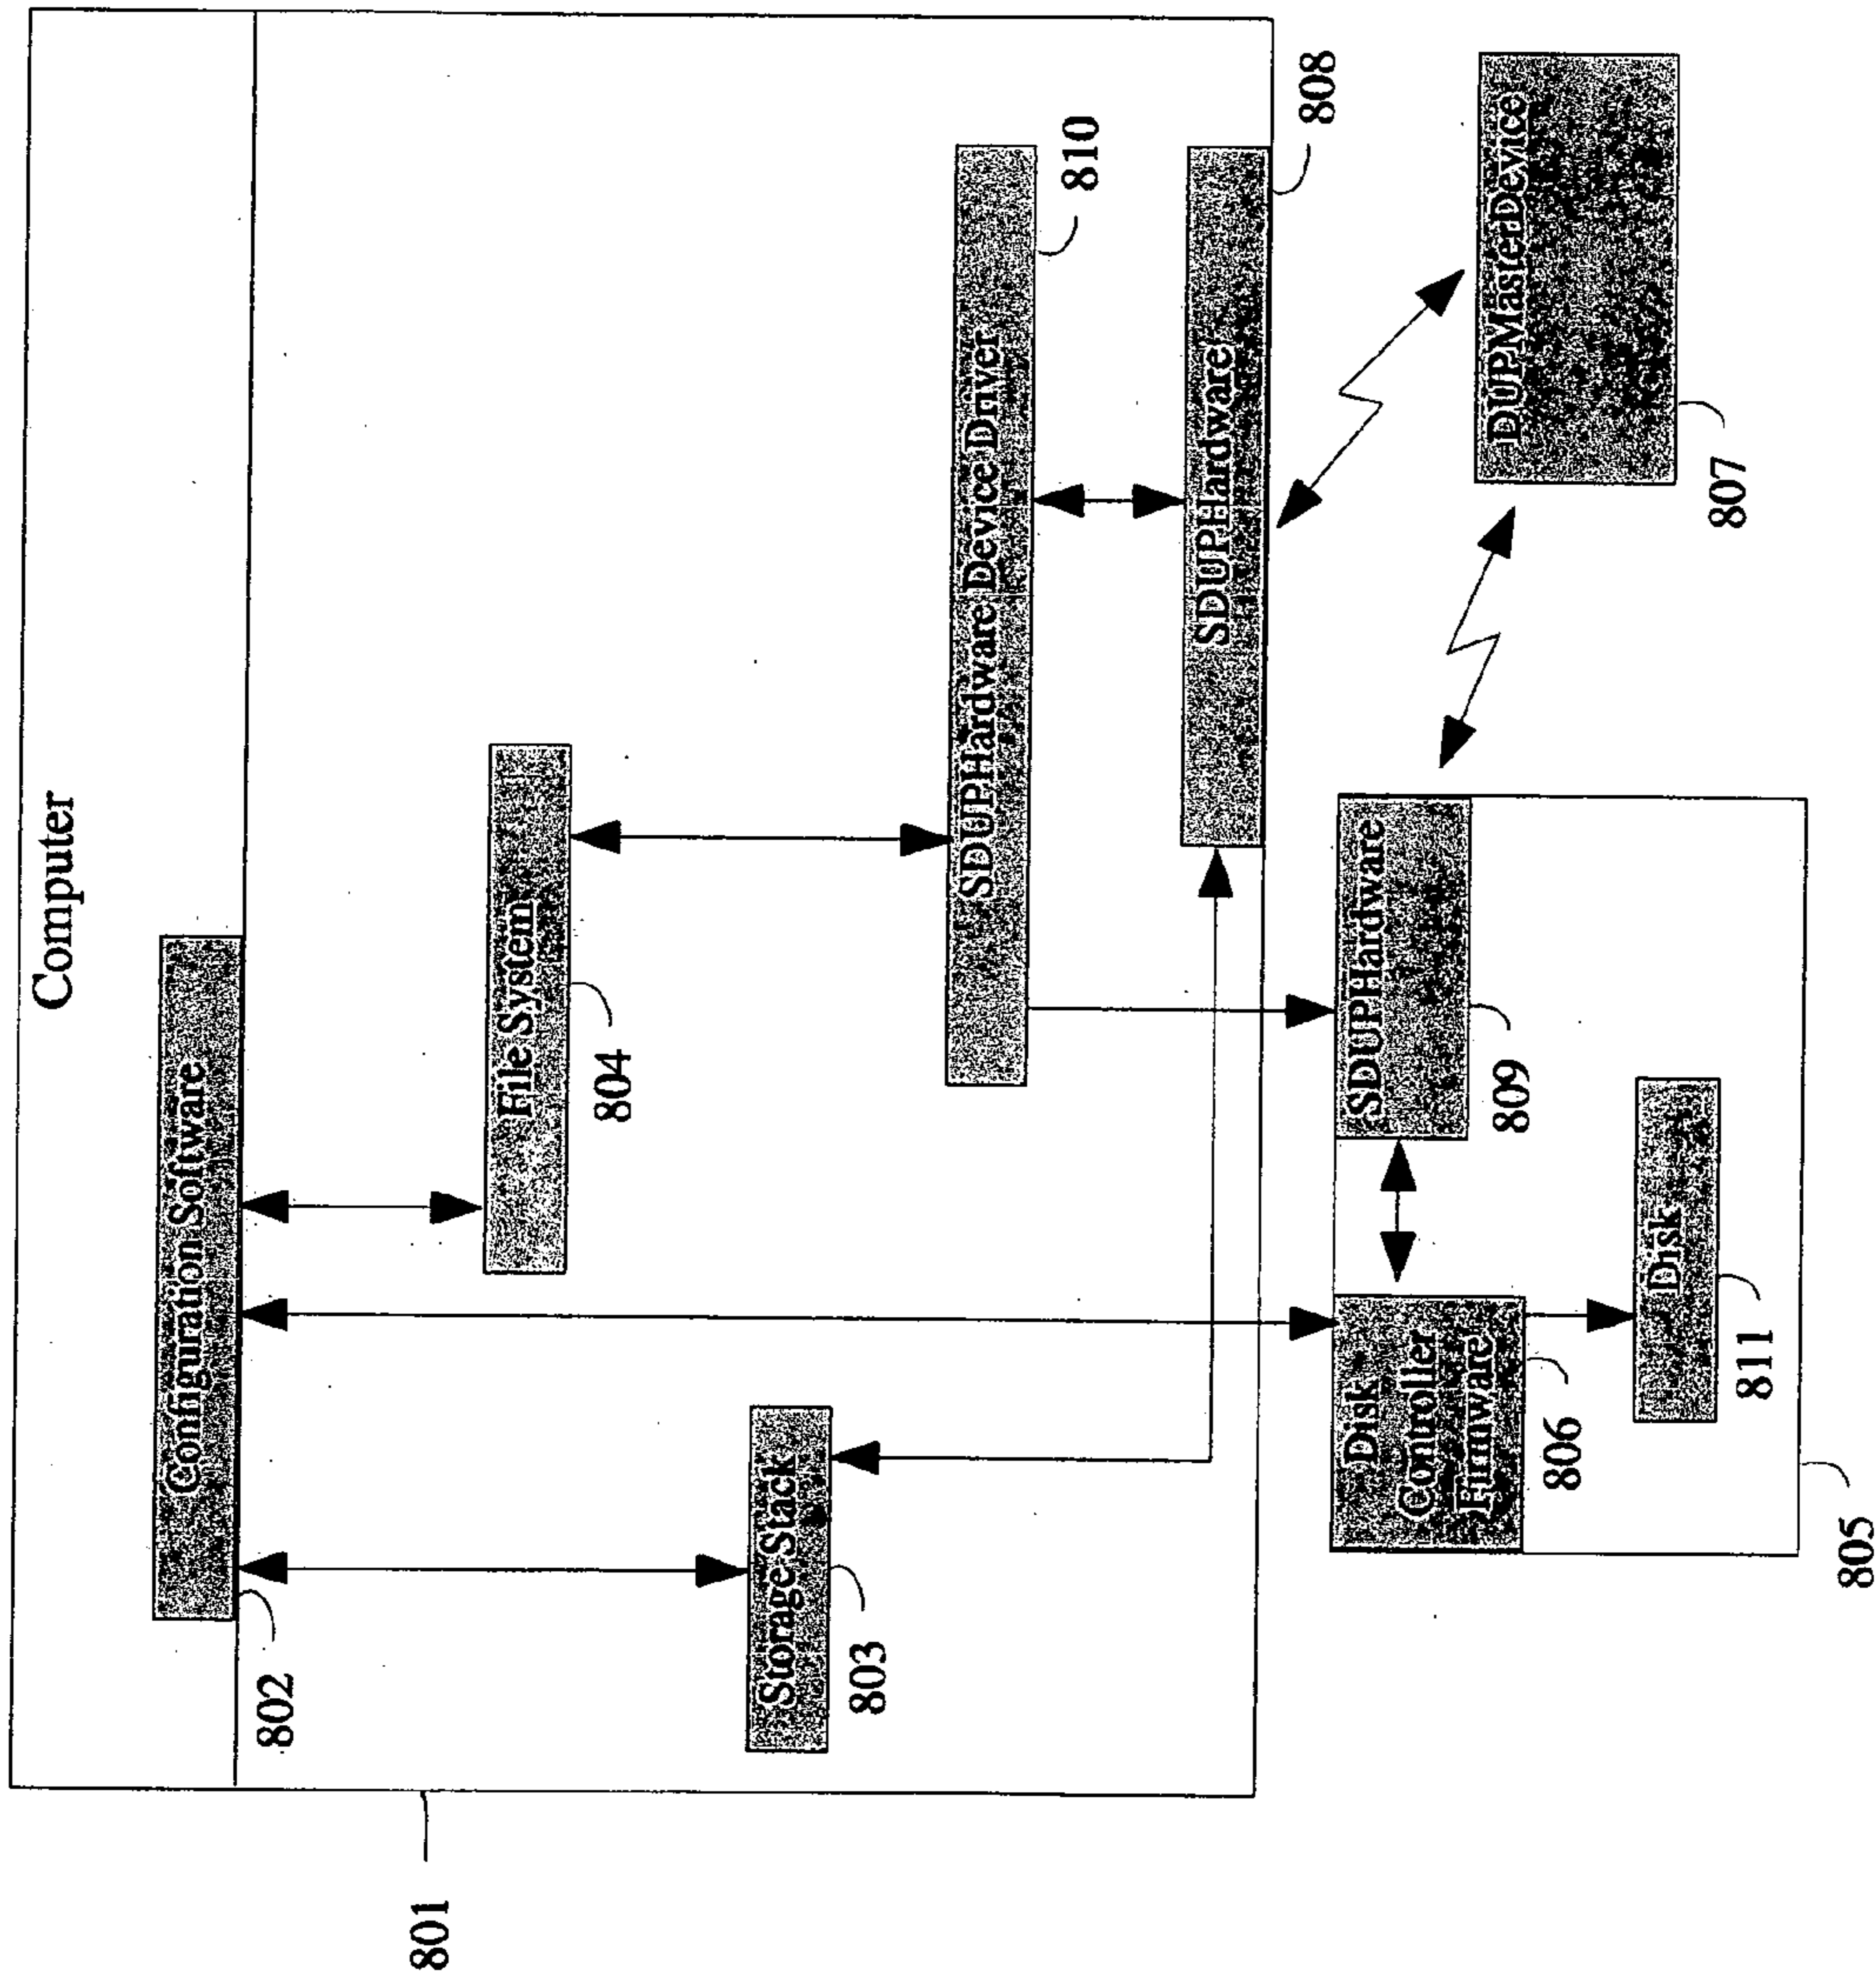 Computer
Configuration Software
802
File System
804
Storage Stack
803
801
SDUPHardware Device Driver
810
SDUPHardware
808
Disk
Controller
Firmware
806
SDUPHardware
809
Disk
811
805
DUPMasterDevice
807